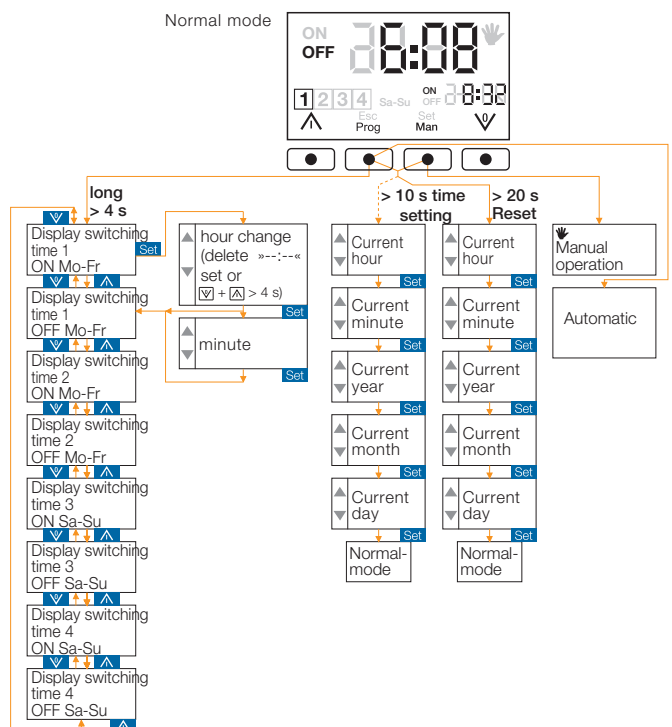 Normal mode
ON
OFF
6:08
1 2 3 4 Sa-Su
ON
OFF
8:32
Esc
Prog
Set
Man
long
> 4 s
> 10 s time
setting
> 20 s
Reset
Display switching
time 1
ON Mo-Fr
Set
Display switching
time 1
OFF Mo-Fr
Display switching
time 2
ON Mo-Fr
Display switching
time 2
OFF Mo-Fr
Display switching
time 3
ON Sa-Su
Display switching
time 3
OFF Sa-Su
Display switching
time 4
ON Sa-Su
Display switching
time 4
OFF Sa-Su
hour change
(delete »--:--«
set or
+ > 4 s)
Set
minute
Set
Current
hour
Set
Current
minute
Set
Current
year
Set
Current
month
Set
Current
day
Set
Normal-
mode
Current
hour
Set
Current
minute
Set
Current
year
Set
Current
month
Set
Current
day
Set
Normal-
mode
Manual
operation
Automatic